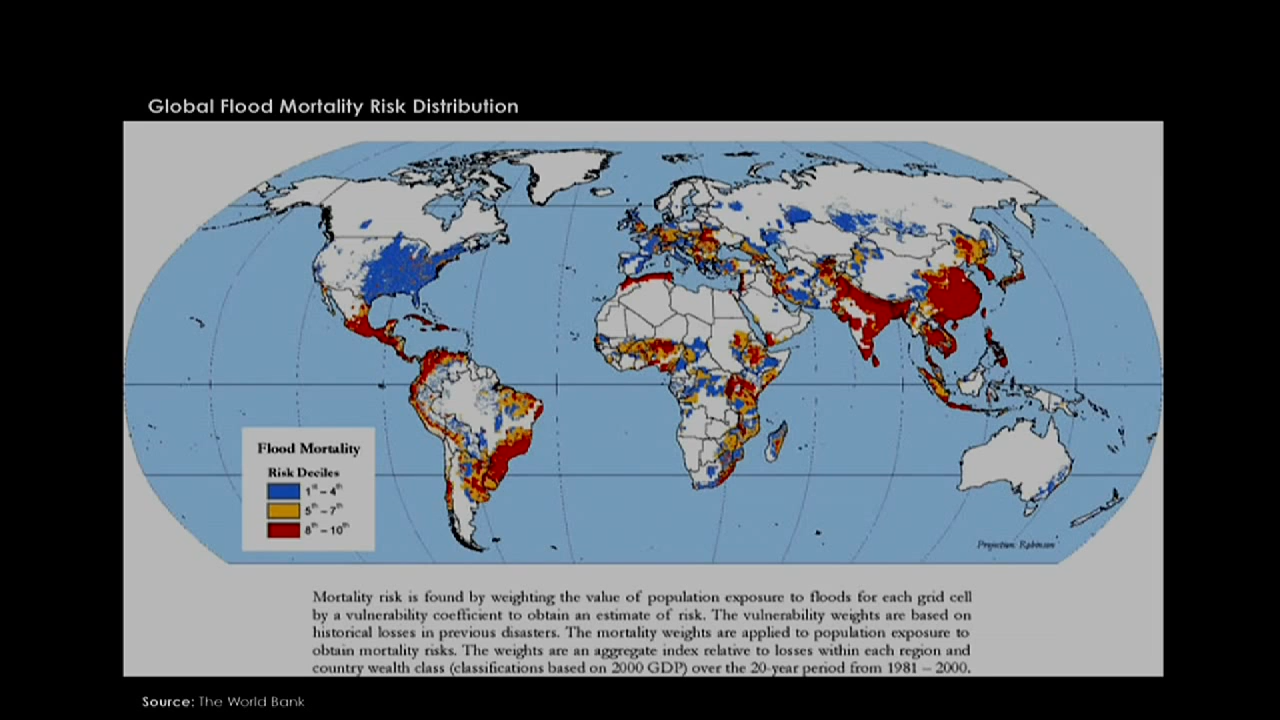 Global Flood Mortality Risk Distribution
Flood Mortality
Risk Deciles
1st – 4th
5th – 7th
8th – 10th
Projection: Robinson
Mortality risk is found by weighting the value of population exposure to floods for each grid cell
by a vulnerability coefficient to obtain an estimate of risk. The vulnerability weights are based on
historical losses in previous disasters. The mortality weights are applied to population exposure to
obtain mortality risks. The weights are an aggregate index relative to losses within each region and
country wealth class (classifications based on 2000 GDP) over the 20-year period from 1981 – 2000.
Source: The World Bank